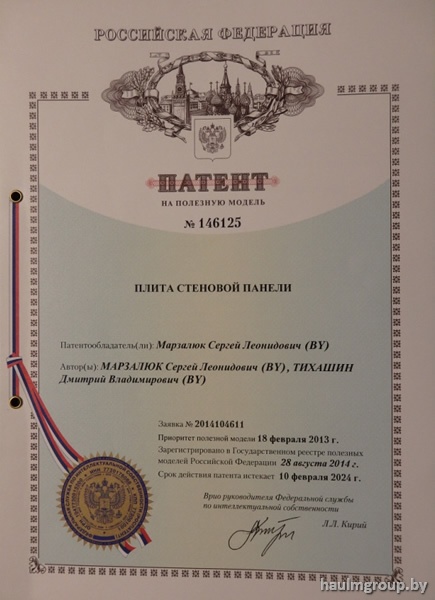 РОССИЙСКАЯ ФЕДЕРАЦИЯ
ПАТЕНТ
НА ПОЛЕЗНУЮ МОДЕЛЬ
№ 146125
ПЛИТА СТЕНОВОЙ ПАНЕЛИ
Патентообладатель(ли): Марзалюк Сергей Леонидович (BY)
Автор(ы): МАРЗАЛЮК Сергей Леонидович (BY), ТИХАШИН
Дмитрий Владимирович (BY)
Заявка № 2014104611
Приоритет полезной модели 18 февраля 2013 г.
Зарегистрировано в Государственном реестре полезных
моделей Российской Федерации 28 августа 2014 г.
Срок действия патента истекает 10 февраля 2024 г.
Врио руководителя Федеральной службы
по интеллектуальной собственности
Л.Л. Кирий
haulmgroup.by